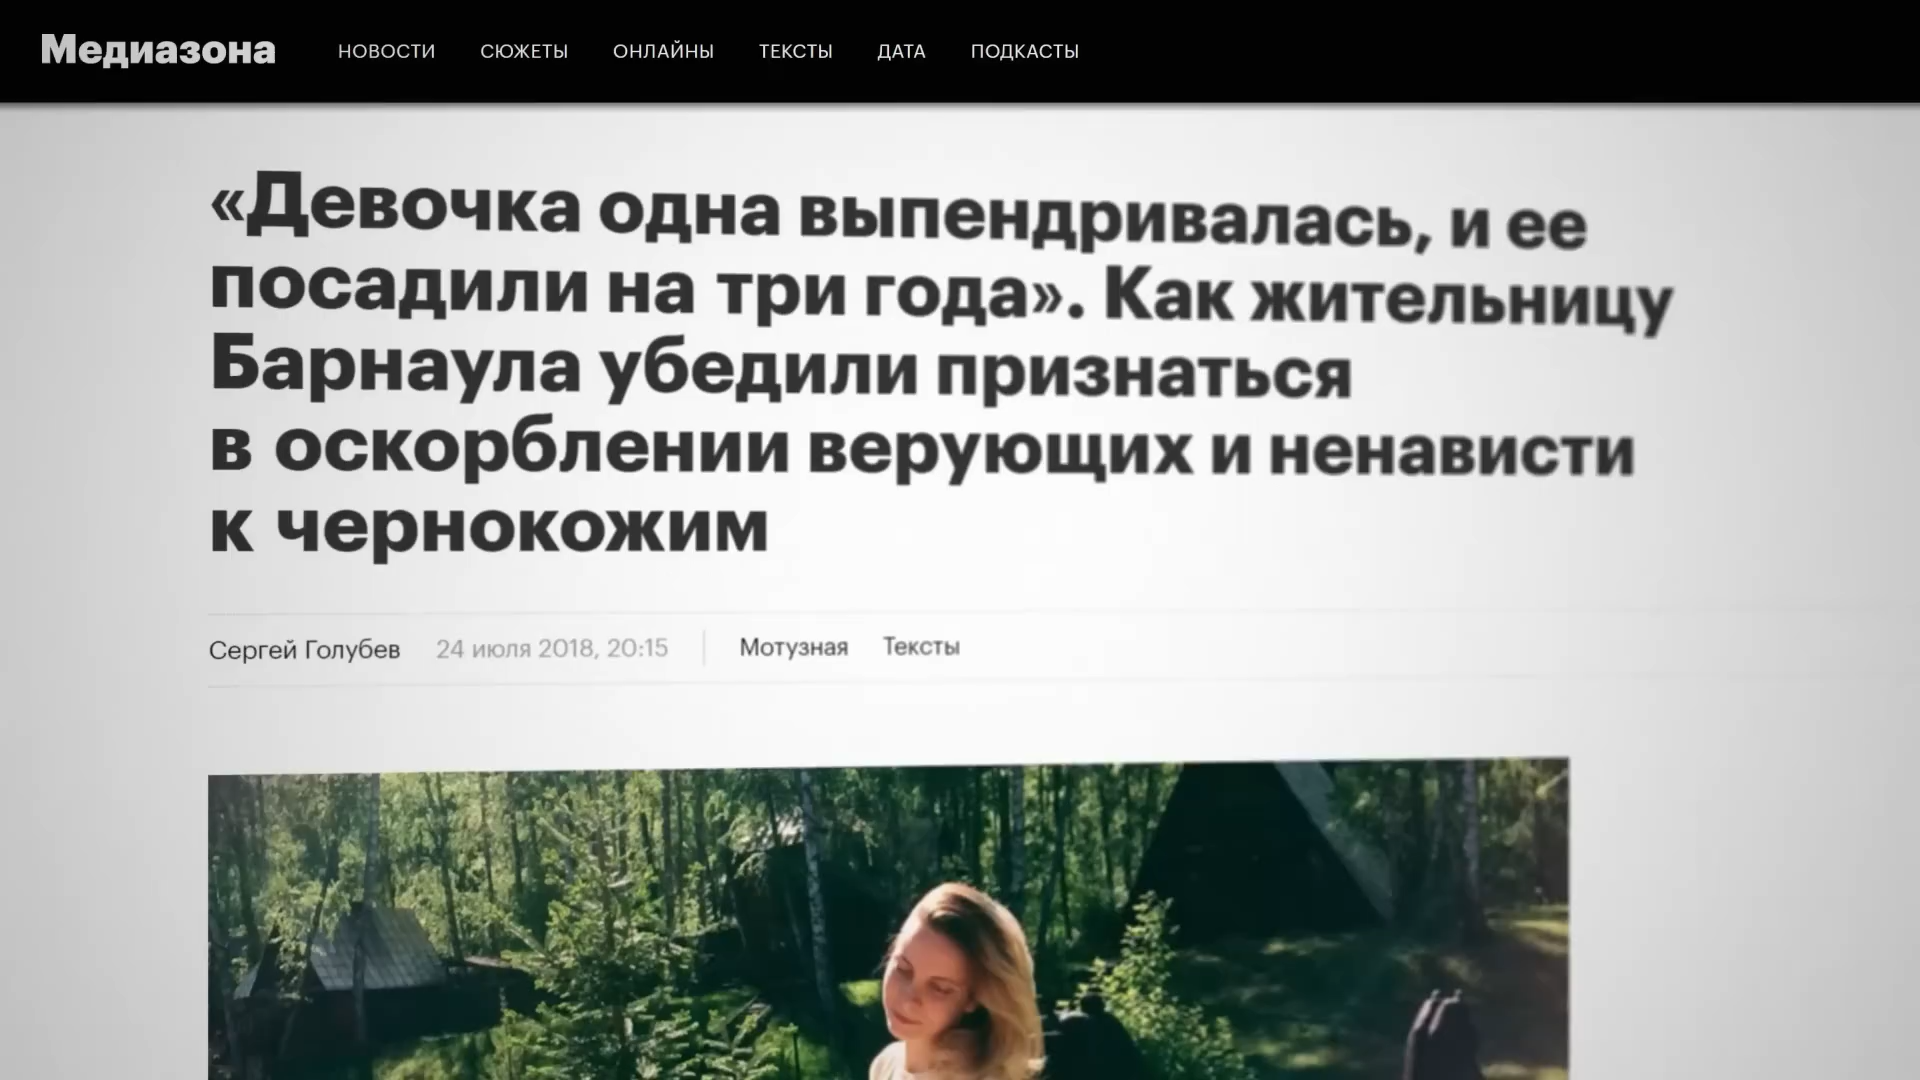 Медиазона
НОВОСТИ СЮЖЕТЫ ОНЛАЙНЫ ТЕКСТЫ ДАТА ПОДКАСТЫ
«Девочка одна выпендривалась, и ее
посадили на три года». Как жительницу
Барнаула убедили признаться
в оскорблении верующих и ненависти
к чернокожим
Сергей Голубев 24 июля 2018, 20:15 Мотузная Тексты